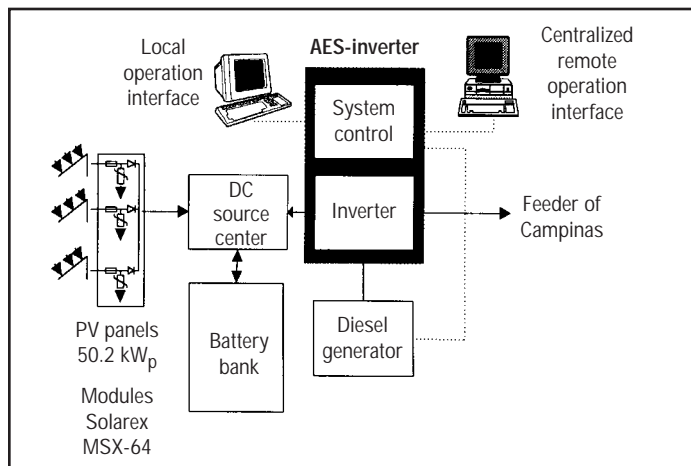 Local
operation
interface
AES-inverter
Centralized
remote
operation
interface
System
control
DC
source
center
Inverter
Feeder of
Campinas
PV panels
50.2 kWp
Modules
Solarex
MSX-64
Battery
bank
Diesel
generator